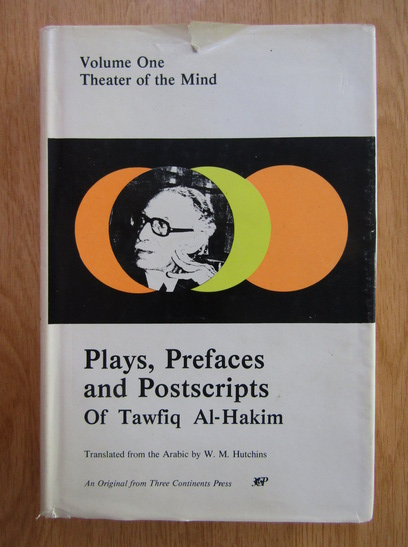 Volume One
Theater of the Mind
Plays, Prefaces
and Postscripts
Of Tawfiq Al-Hakim
Translated from the Arabic by W. M. Hutchins
An Original from Three Continents Press